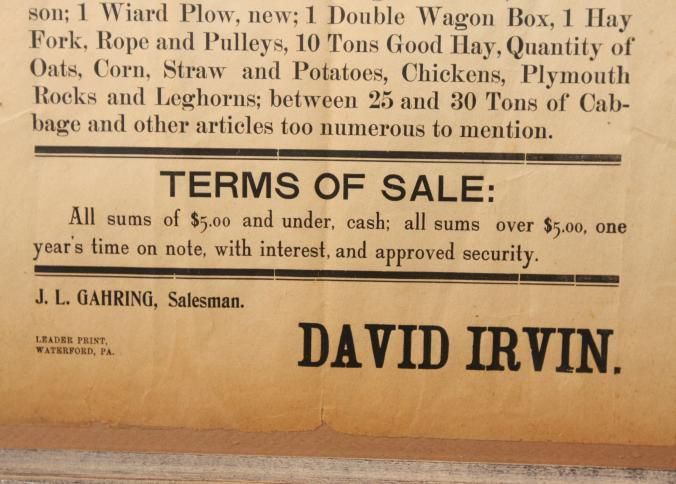 son; 1 Wiard Plow, new; 1 Double Wagon Box, 1 Hay
Fork, Rope and Pulleys, 10 Tons Good Hay, Quantity of
Oats, Corn, Straw and Potatoes, Chickens, Plymouth
Rocks and Leghorns; between 25 and 30 Tons of Cab-
bage and other articles too numerous to mention.
TERMS OF SALE:
All sums of $5.00 and under, cash; all sums over $5.00, one
year's time on note, with interest, and approved security.
J. L. GAHRING, Salesman.
LEADER PRINT,
WATERFORD, PA.
DAVID IRVIN.